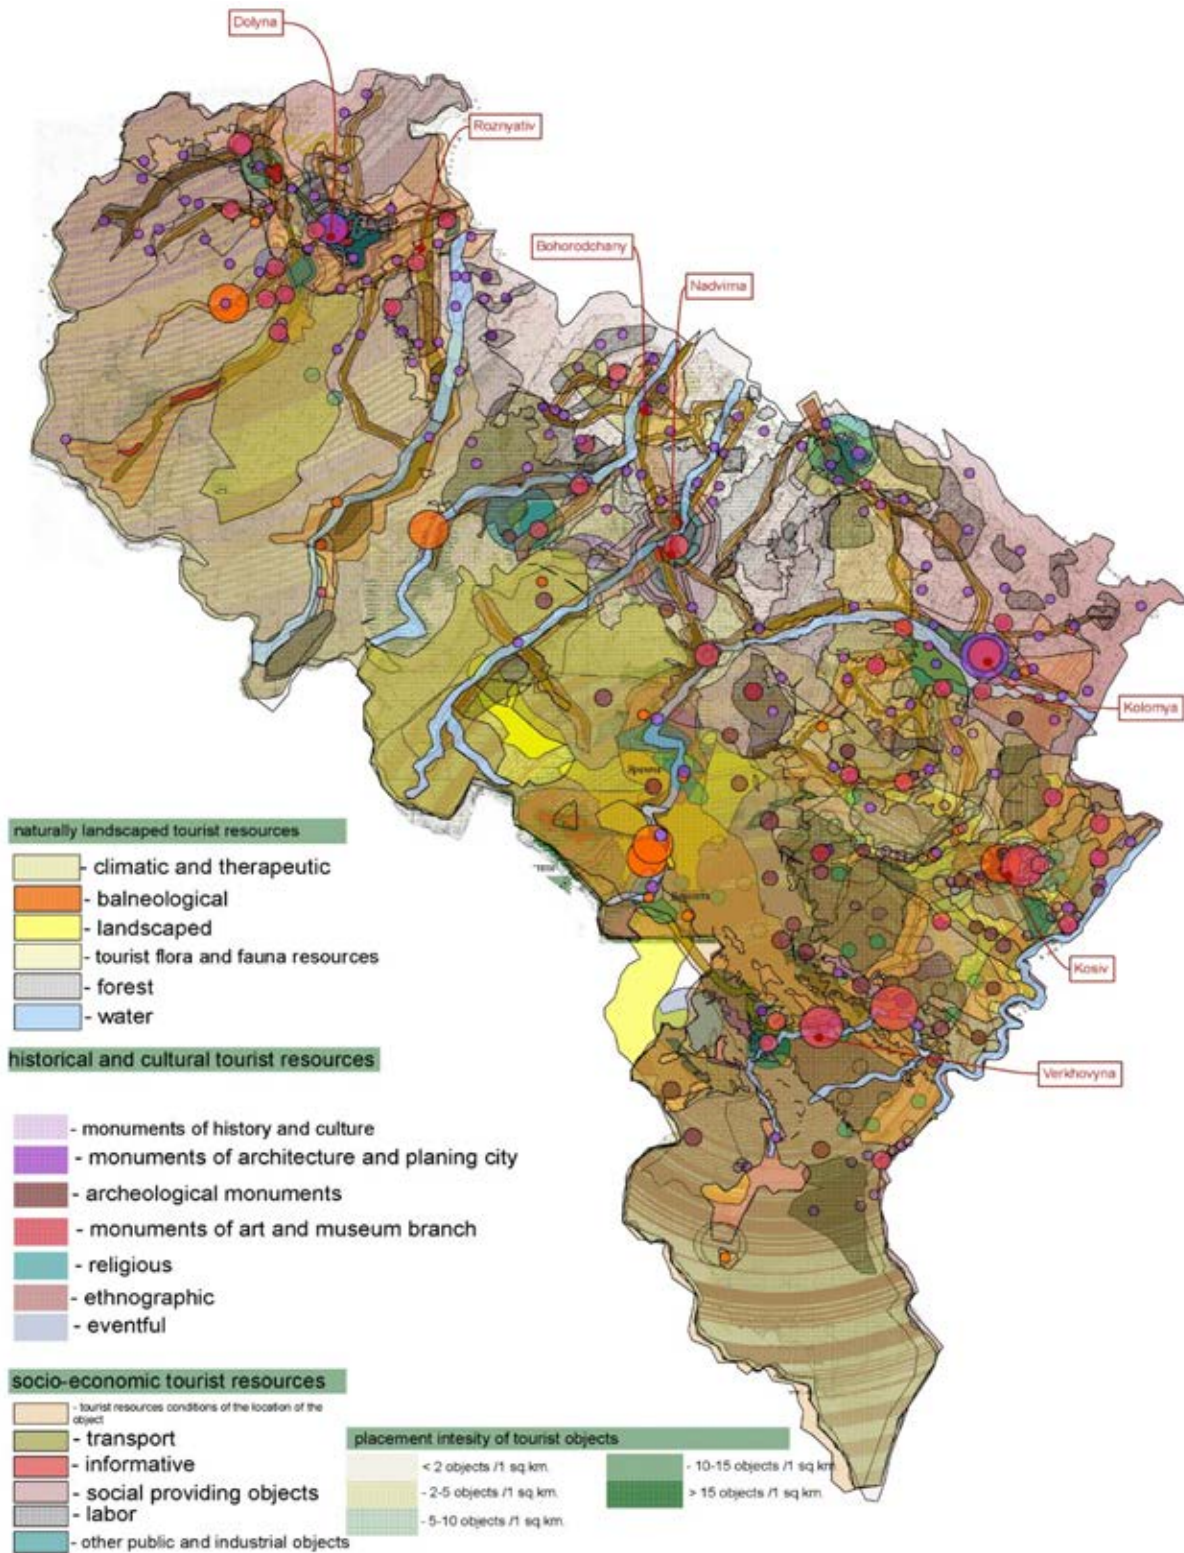 Dolyna
Roznyativ
Bohorodchany
Nadvirna
Kolomya
Kosiv
Verkhovyna
naturally landscaped tourist resources
- climatic and therapeutic
- balneological
- landscaped
- tourist flora and fauna resources
- forest
- water
historical and cultural tourist resources
- monuments of history and culture
- monuments of architecture and planing city
- archeological monuments
- monuments of art and museum branch
- religious
- ethnographic
- eventful
socio-economic tourist resources
- tourist resources conditions of the location of the
object
- transport
- informative
- social providing objects
- labor
- other public and industrial objects
placement intesity of tourist objects
< 2 objects /1 sq km.
- 2-5 objects /1 sq km.
- 5-10 objects /1 sq km.
- 10-15 objects /1 sq km.
> 15 objects /1 sq km.